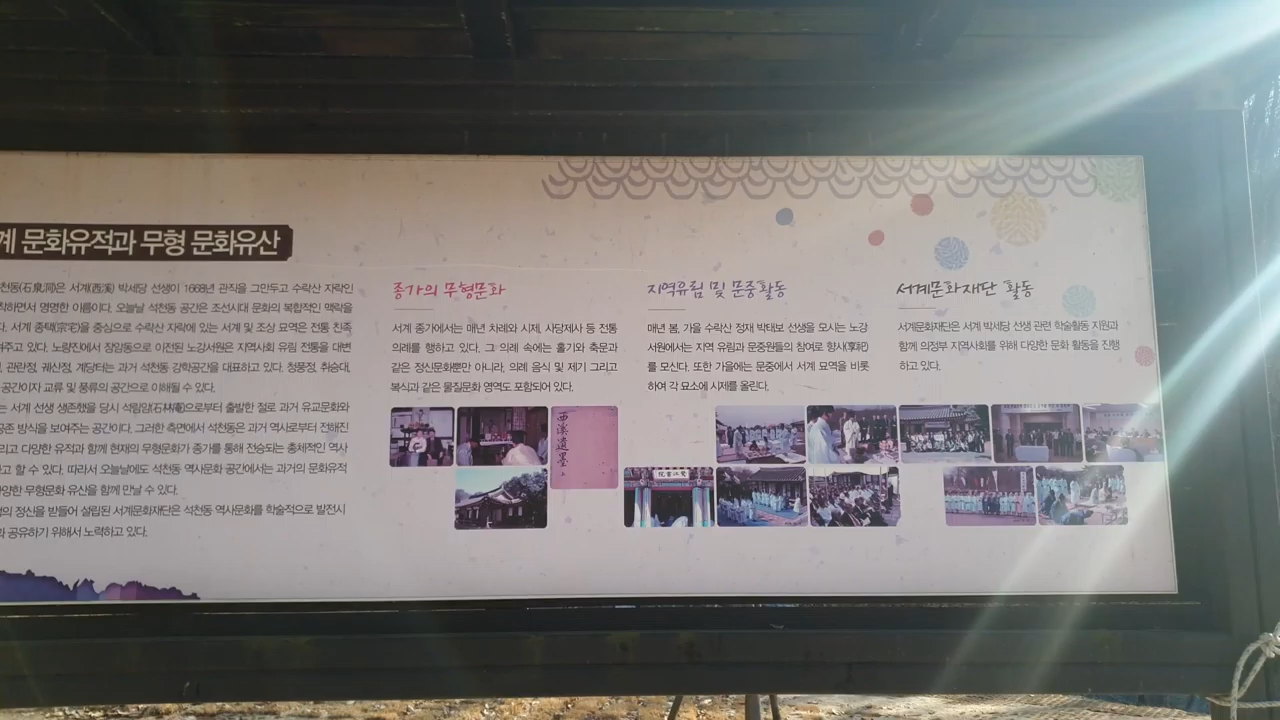 계 문화유적과 무형 문화유산
천동(石泉洞)은 서계(西溪) 박세당 선생이 1668년 관직을 그만두고 수락산 자락인
착하면서 명명한 이름이다. 오늘날 석천동 공간은 조선시대 문화의 복합적인 맥락을
다. 서계 종택(宗宅)을 중심으로 수락산 자락에 있는 서계 및 조상 묘역은 전통 친족
여주고 있다. 노량진에서 장암동으로 이전된 노강서원은 지역사회 유림 전통을 대변
, 관란정, 궤산정, 계당터는 과거 석천동 강학공간을 대표하고 있다. 청풍정, 취승대,
공간이자 교류 및 풍류의 공간으로 이해될 수 있다.
는 서계 선생 생존했을 당시 석림암(石林庵)으로부터 출발한 절로 과거 유교문화와
공존 방식을 보여주는 공간이다. 그러한 측면에서 석천동은 과거 역사로부터 전해진
리고 다양한 유적과 함께 현재의 무형문화가 종가를 통해 전승되는 총체적인 역사
고 할 수 있다. 따라서 오늘날에도 석천동 역사문화 공간에서는 과거의 문화유적
양한 무형문화 유산을 함께 만날 수 있다.
의 정신을 받들어 설립된 서계문화재단은 석천동 역사문화를 학술적으로 발전시
화 공유하기 위해서 노력하고 있다.
종가의 무형문화
서계 종가에서는 매년 차례와 시제, 사당제사 등 전통
의례를 행하고 있다. 그 의례 속에는 홀기와 축문과
같은 정신문화뿐만 아니라, 의례 음식 및 제기 그리고
복식과 같은 물질문화 영역도 포함되어 있다.
西溪遺墨
지역유림 및 문중활동
매년 봄, 가을 수락산 정재 박태보 선생을 모시는 노강
서원에서는 지역 유림과 문중원들의 참여로 향사(享祀)
를 모신다. 또한 가을에는 문중에서 서계 묘역을 비롯
하여 각 묘소에 시제를 올린다.
院書江鷺
서계문화재단 활동
서계문화재단은 서계 박세당 선생 관련 학술활동 지원과
함께 의정부 지역사회를 위해 다양한 문화 활동을 진행
하고 있다.